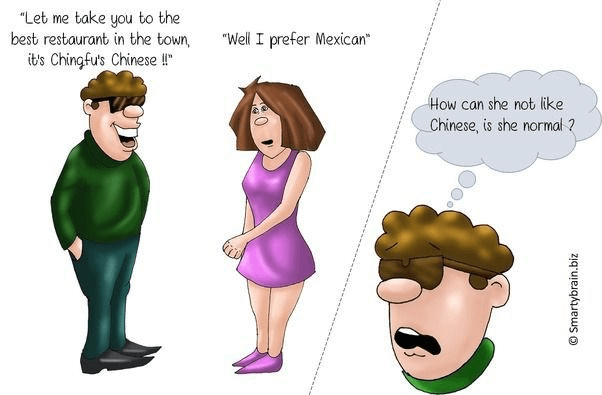 "Let me take you to the
best restaurant in the town,
it's Chingfu's Chinese !!"
"Well I prefer Mexican"
How can she not like
Chinese, is she normal ?
© Smartybrain.biz